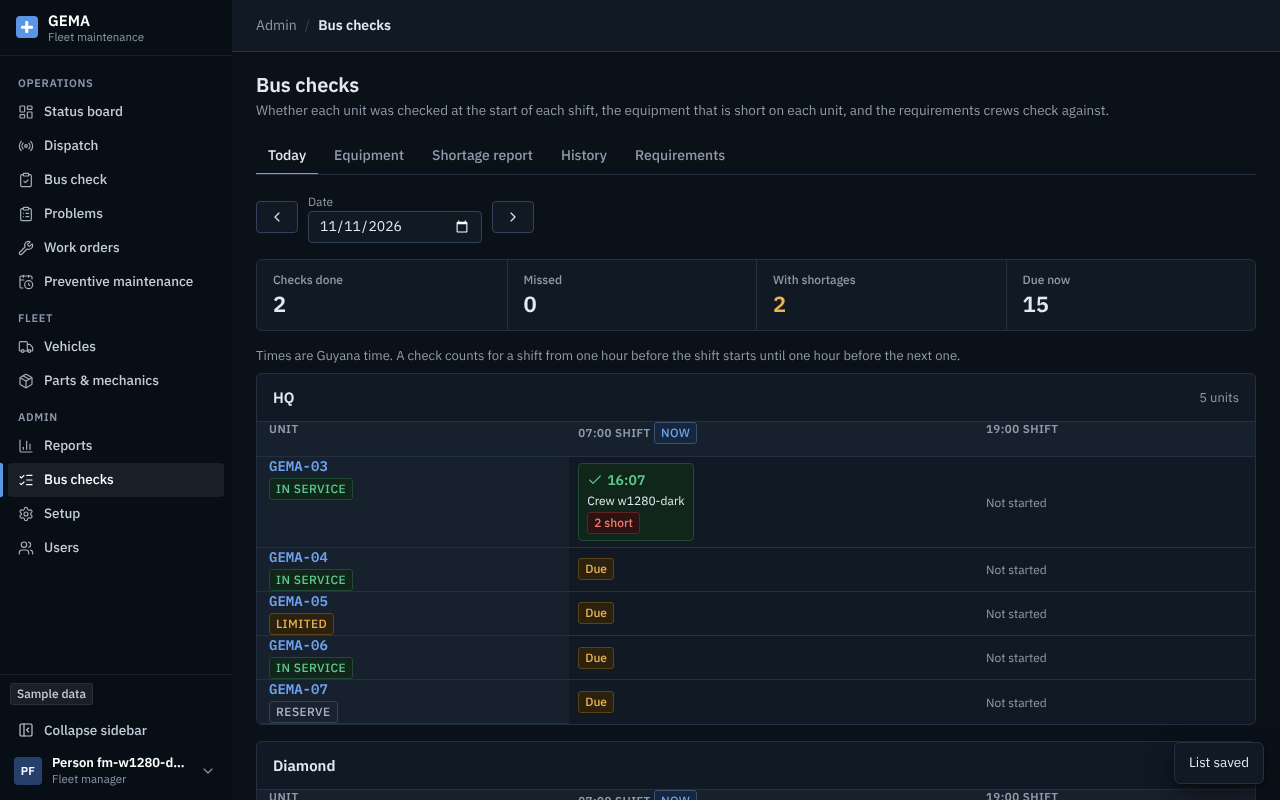 GEMA
Fleet maintenance
OPERATIONS
Status board
Dispatch
Bus check
Problems
Work orders
Preventive maintenance
FLEET
Vehicles
Parts & mechanics
ADMIN
Reports
Bus checks
Setup
Users
Sample data
Collapse sidebar
PF
Person fm-w1280-d...
Fleet manager
Admin / Bus checks
Bus checks
Whether each unit was checked at the start of each shift, the equipment that is short on each unit, and the requirements crews check against.
Today Equipment Shortage report History Requirements
Date
11/11/2026
Checks done Missed With shortages Due now
2 0 2 15
Times are Guyana time. A check counts for a shift from one hour before the shift starts until one hour before the next one.
HQ 5 units
UNIT 07:00 SHIFT NOW 19:00 SHIFT
GEMA-03
IN SERVICE
16:07
Crew w1280-dark
2 short
Not started
GEMA-04
IN SERVICE
Due
Not started
GEMA-05
LIMITED
Due
Not started
GEMA-06
IN SERVICE
Due
Not started
GEMA-07
RESERVE
Due
Not started
Diamond
UNIT 07:00 SHIFT NOW 19:00 SHIFT
List saved